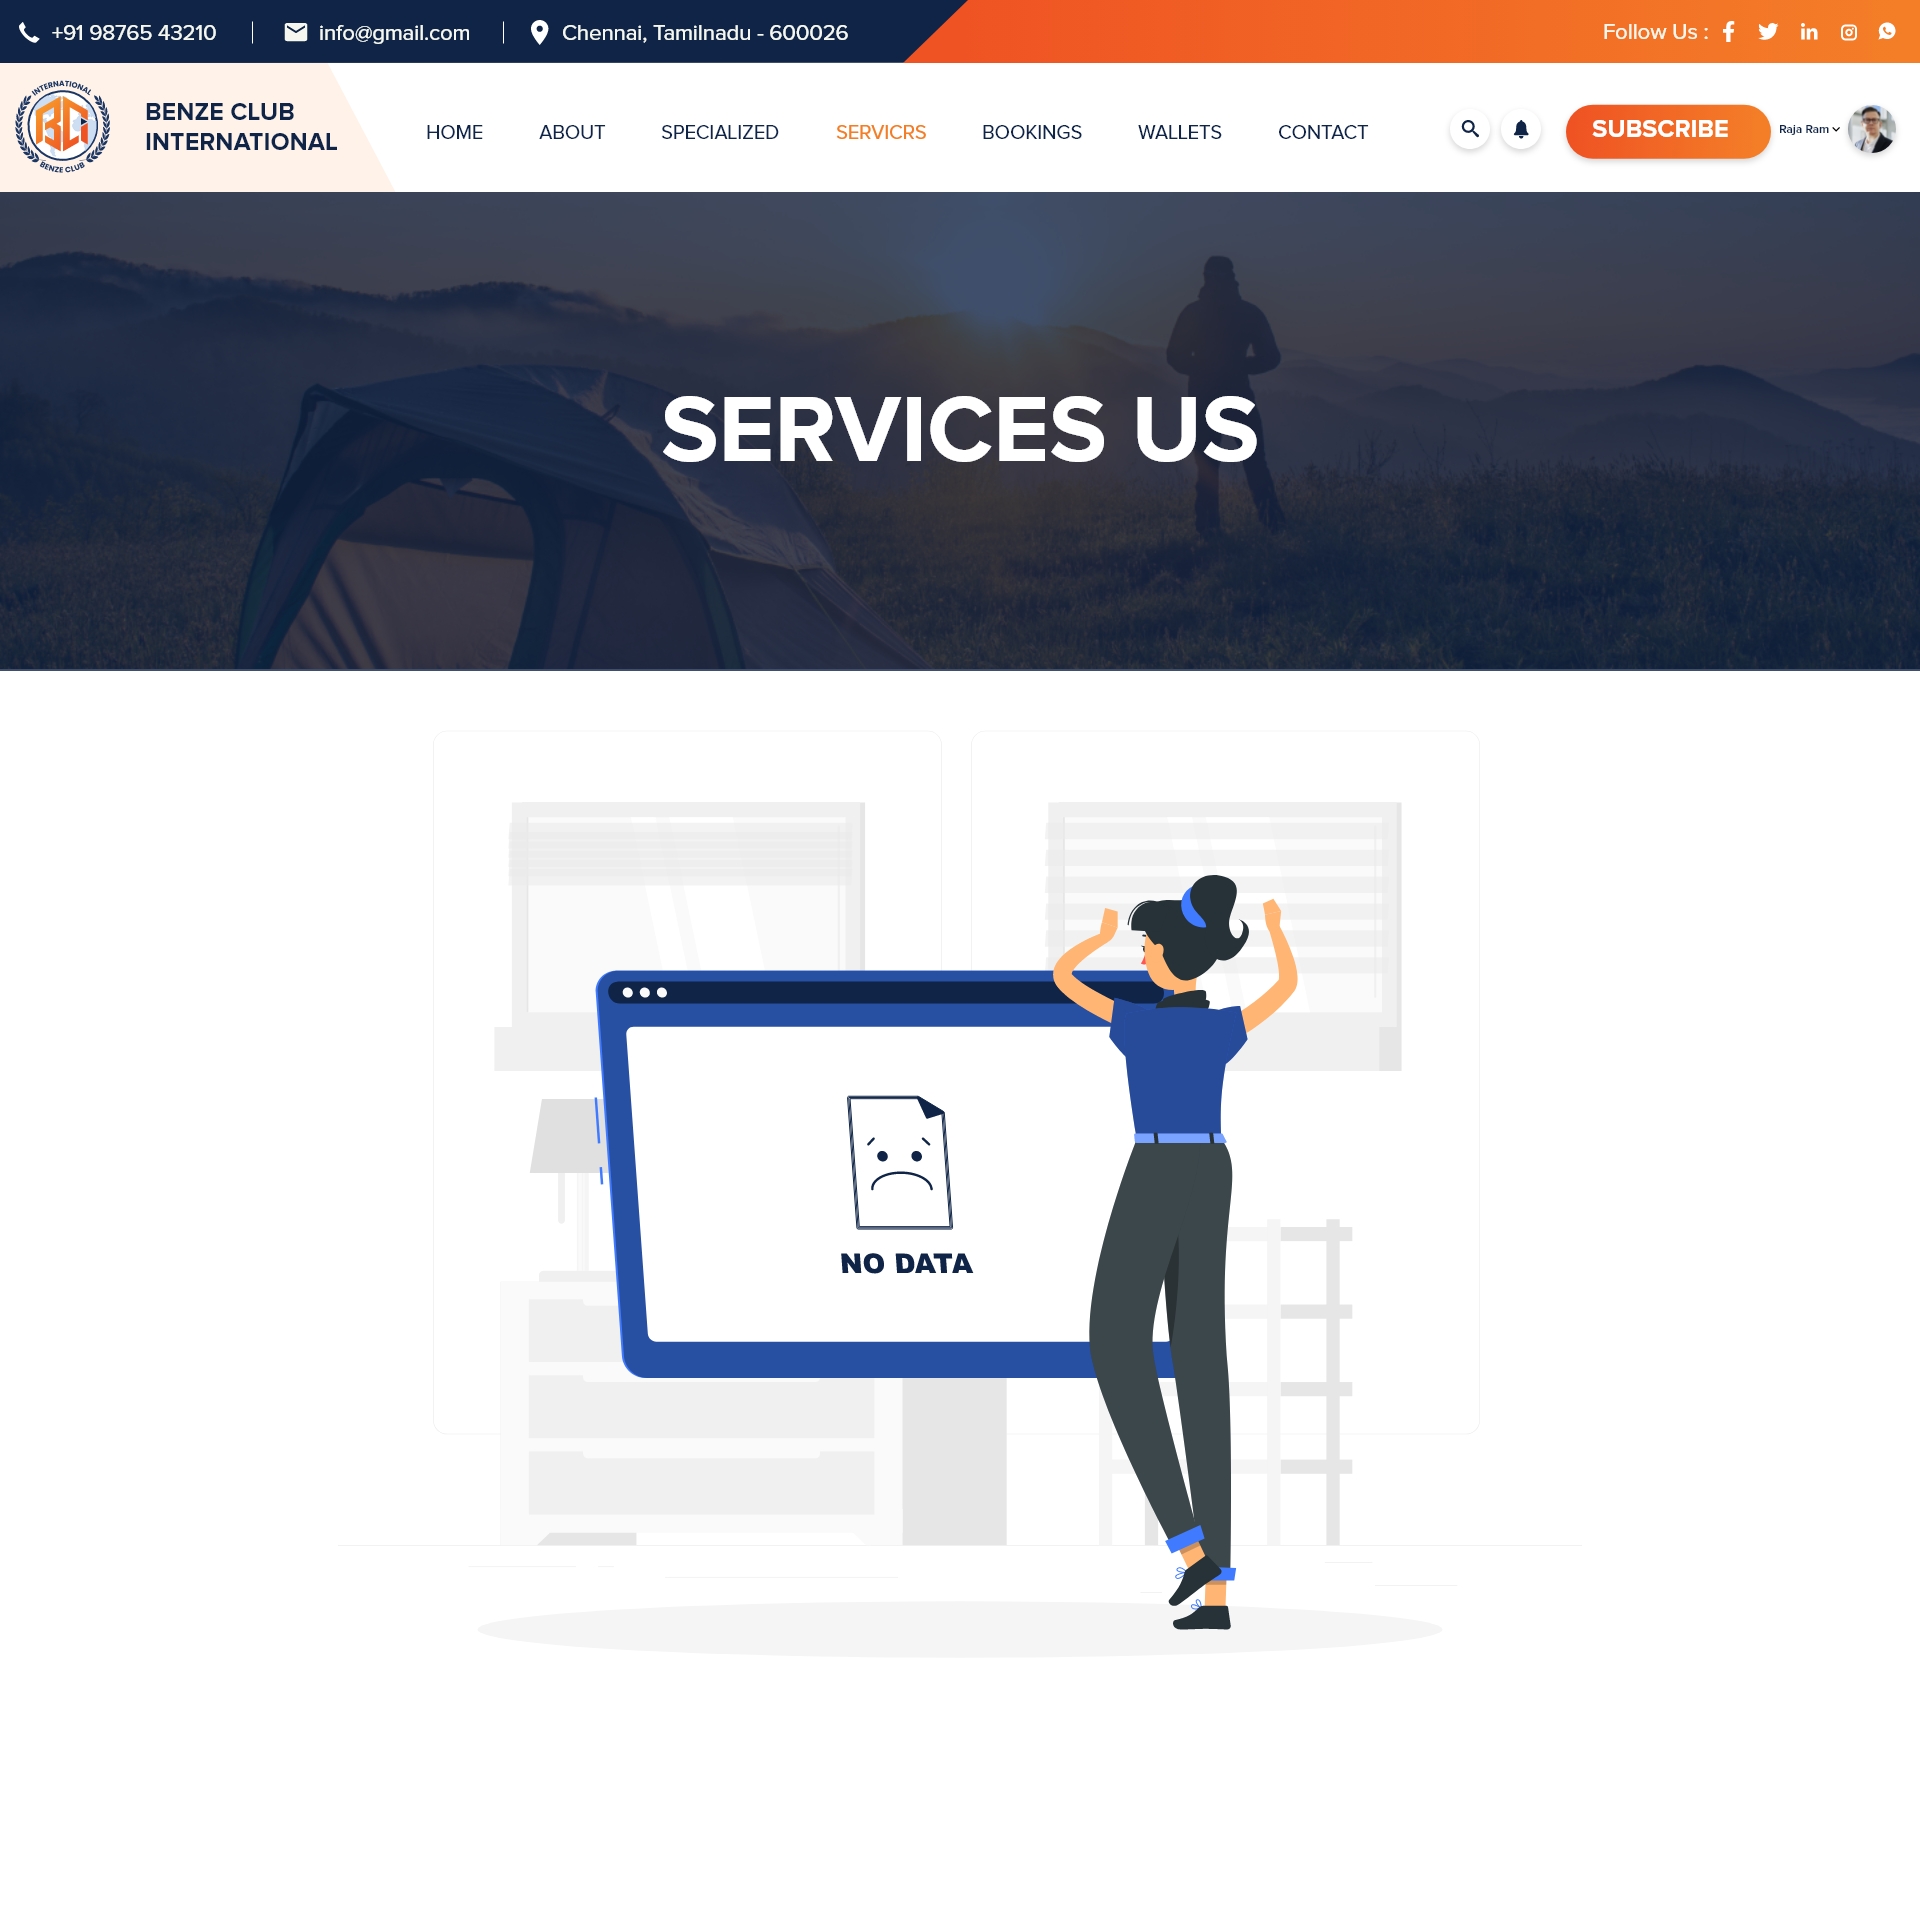 +91 98765 43210
info@gmail.com
Chennai, Tamilnadu - 600026
Follow Us :
INTERNATIONAL
BCI
BENZE CLUB
BENZE CLUB
INTERNATIONAL
HOME
ABOUT
SPECIALIZED
SERVICRS
BOOKINGS
WALLETS
CONTACT
SUBSCRIBE
Raja Ram
SERVICES US
NO DATA